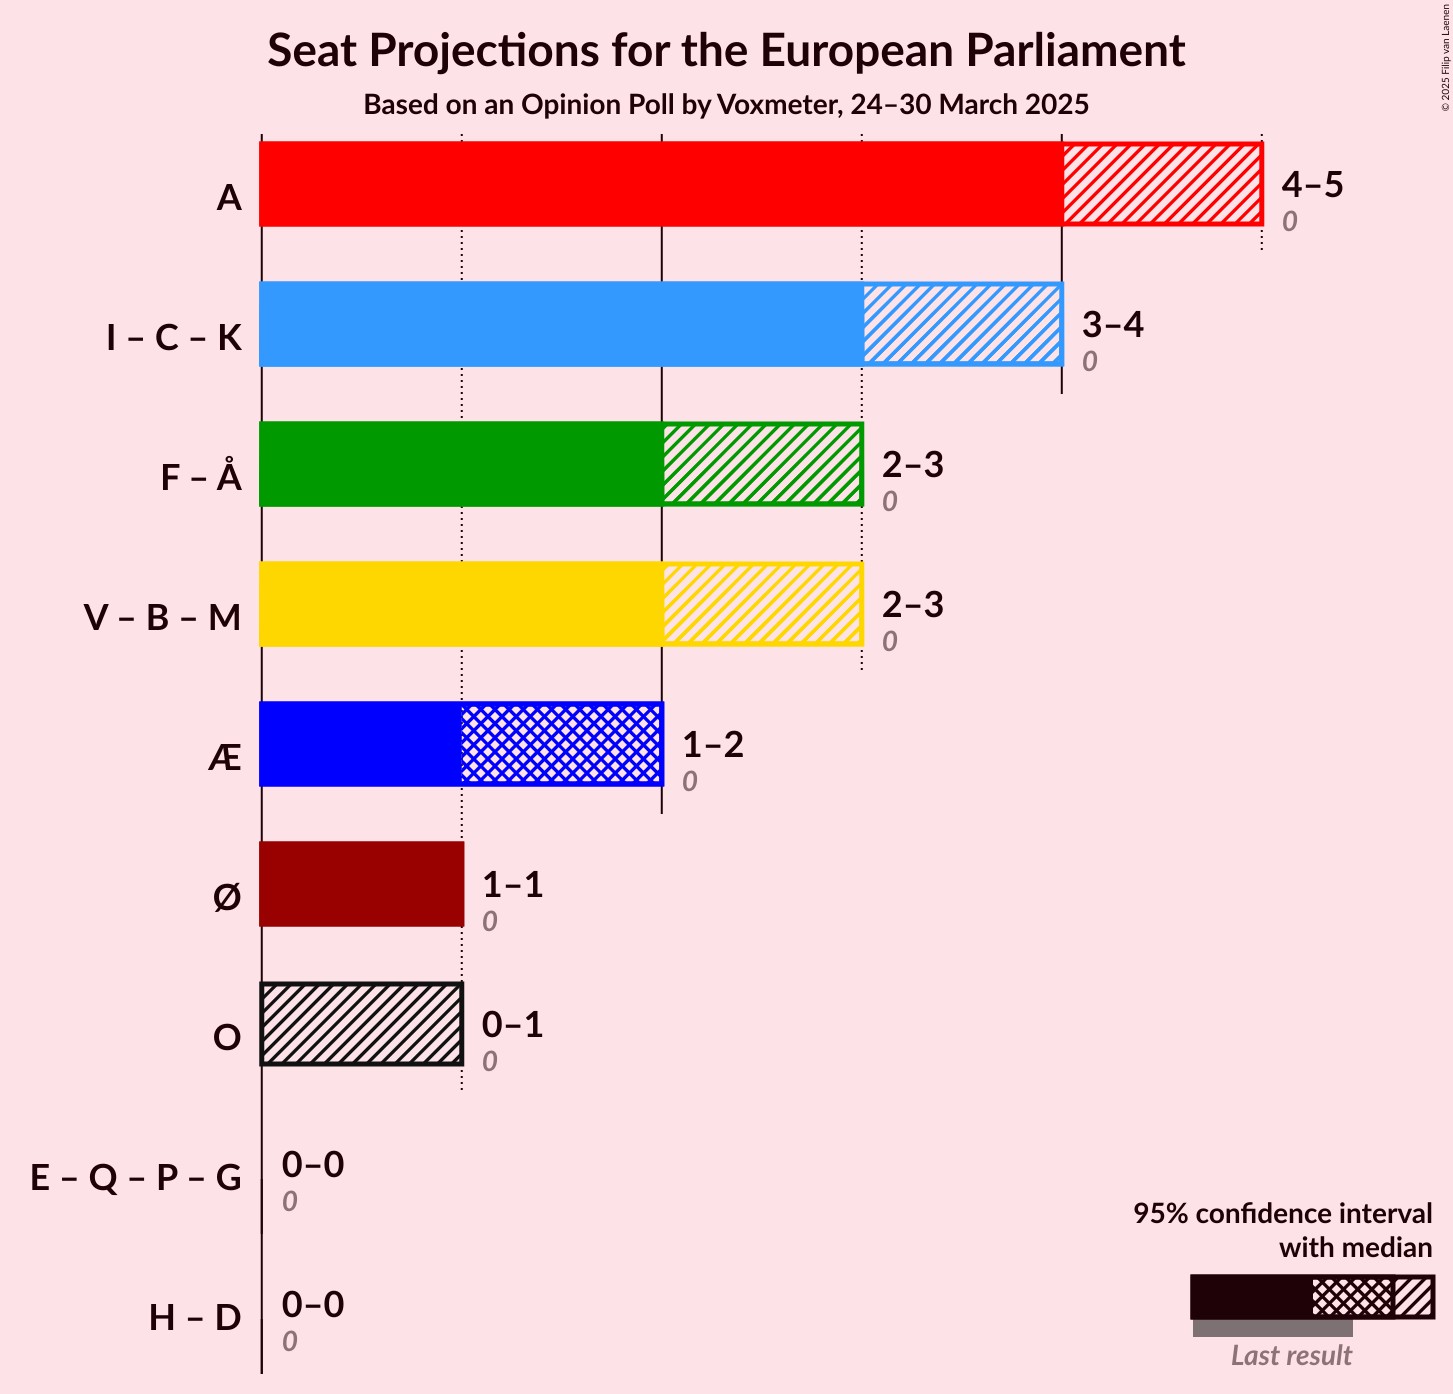 Seat Projections for the European Parliament
Based on an Opinion Poll by Voxmeter, 24–30 March 2025
© 2025 Filip van Laenen
A
4–5
0
I – C – K
3–4
0
F – Å
2–3
0
V – B – M
2–3
0
Æ
1–2
0
Ø
1–1
0
O
0–1
0
E – Q – P – G
0–0
0
H – D
0–0
0
95% confidence interval
with median
Last result